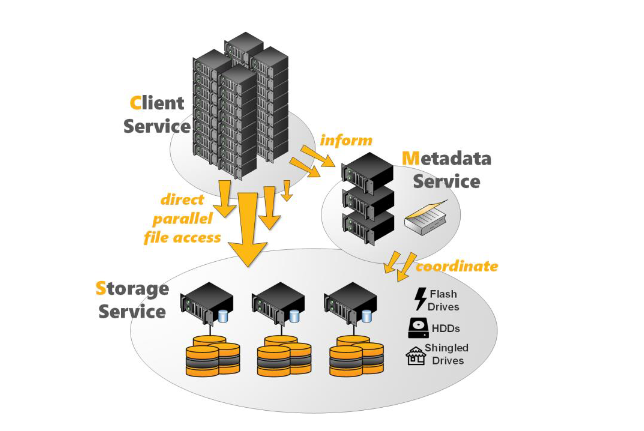 Client
Service
inform
Metadata
Service
direct
parallel
file access
coordinate
Storage
Service
Flash
Drives
HDDs
Shingled
Drives